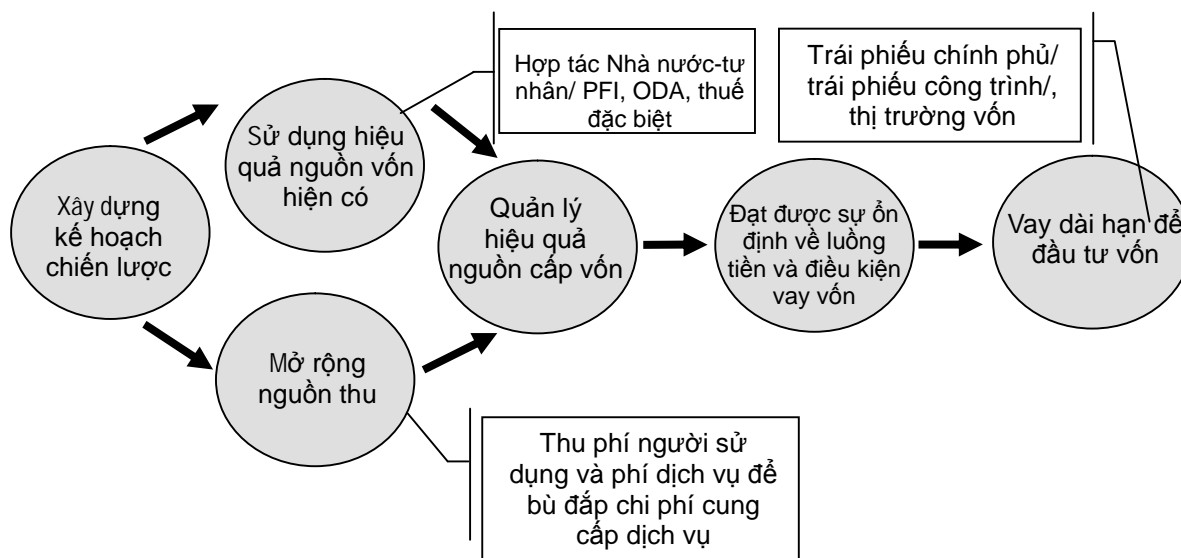 Hợp tác Nhà nước-tư
nhân/ PFI, ODA, thuế
đặc biệt
Trái phiếu chính phủ/
trái phiếu công trình/,
thị trường vốn
Sử dụng hiệu
quả nguồn vốn
hiện có
Xây dựng
kế hoạch
chiến lược
Quản lý
hiệu quả
nguồn cấp vốn
Đạt được sự ổn
định về luồng
tiền và điều kiện
vay vốn
Vay dài hạn để
đầu tư vốn
Mở rộng
nguồn thu
Thu phí người sử
dụng và phí dịch vụ để
bù đắp chi phí cung
cấp dịch vụ